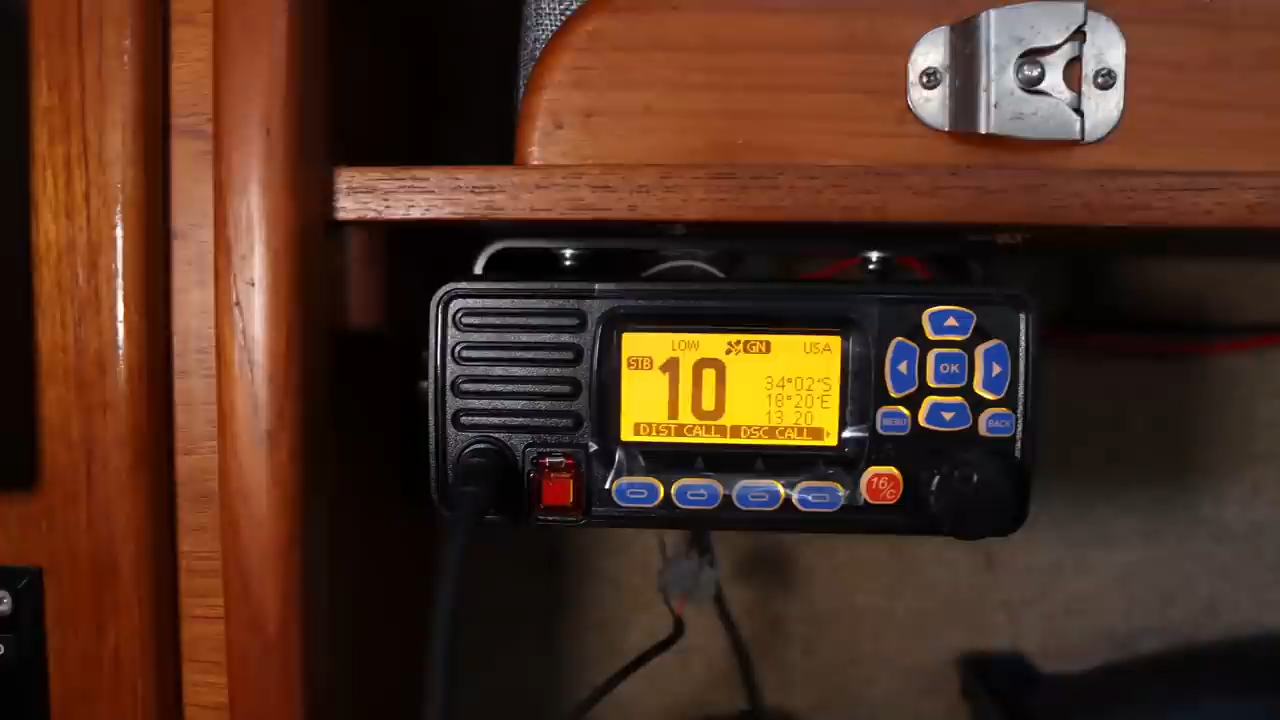 LOW GN USA
STB
10
34°02'S
18°20'E
13 20
DIST CALL DSC CALL
OK
MENU
BACK
16/C